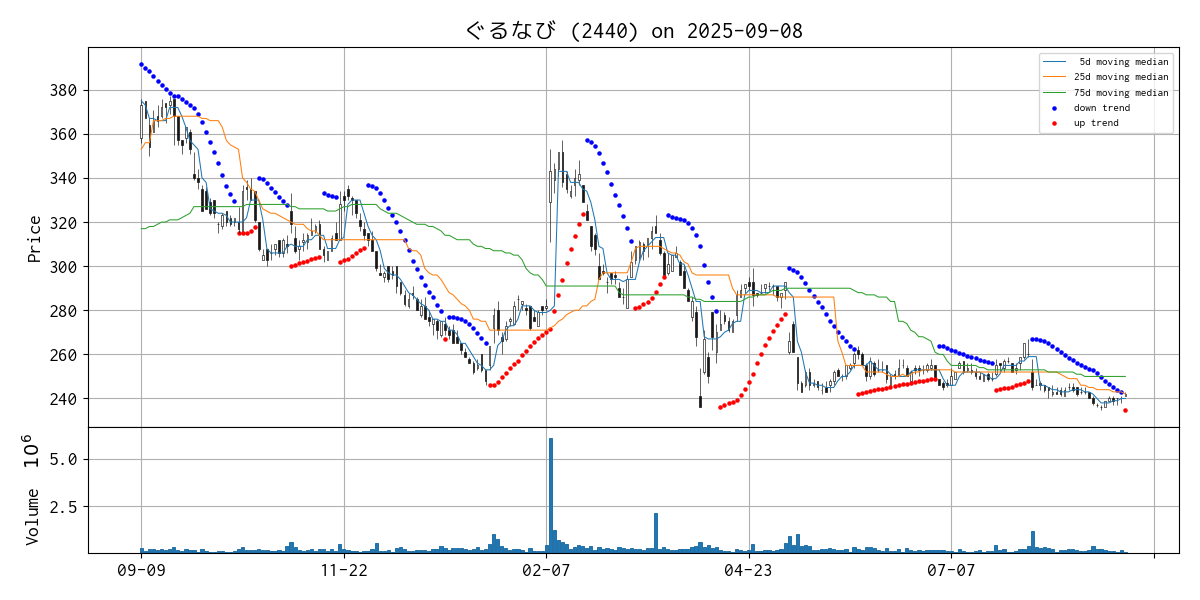 ぐるなび (2440) on 2025-09-08
5d moving median
25d moving median
75d moving median
down trend
up trend
Price
380
360
340
320
300
280
260
240
Volume 10^6
5.0
2.5
09-09 11-22 02-07 04-23 07-07